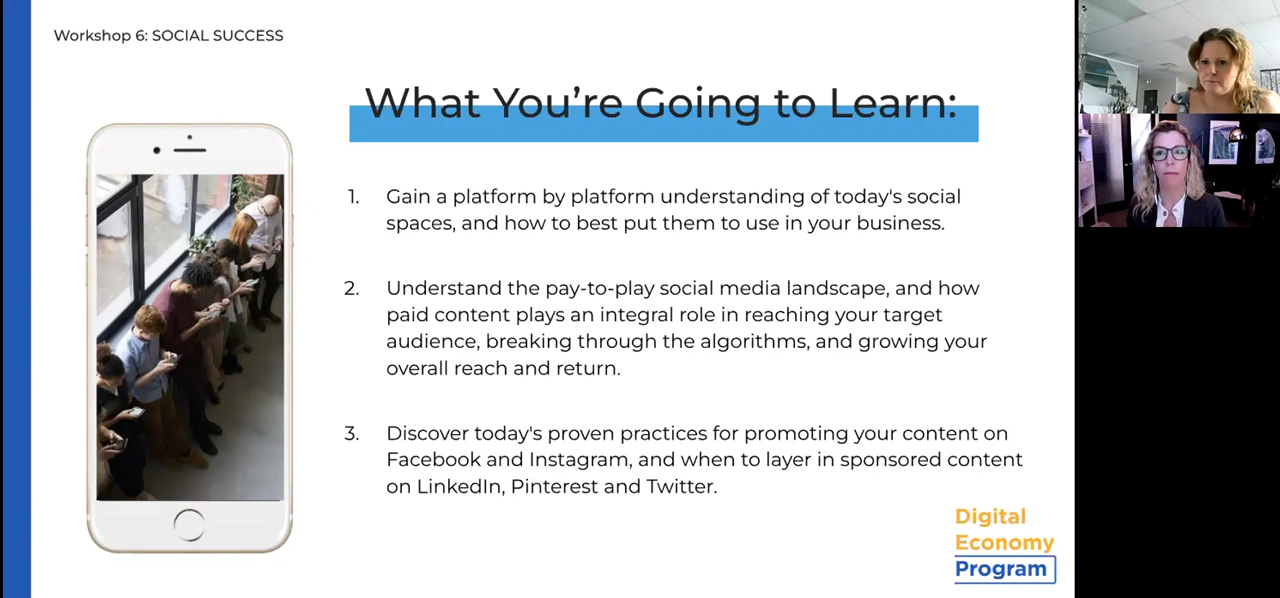 Workshop 6: SOCIAL SUCCESS
What You're Going to Learn:
1. Gain a platform by platform understanding of today's social
spaces, and how to best put them to use in your business.
2. Understand the pay-to-play social media landscape, and how
paid content plays an integral role in reaching your target
audience, breaking through the algorithms, and growing your
overall reach and return.
3. Discover today's proven practices for promoting your content on
Facebook and Instagram, and when to layer in sponsored content
on LinkedIn, Pinterest and Twitter.
Digital
Economy
Program